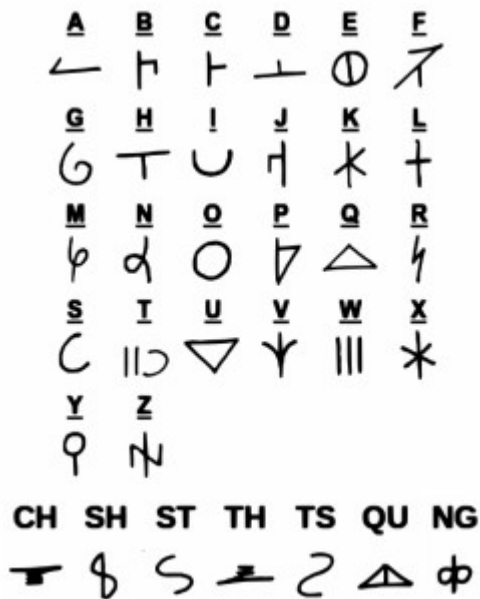 A B C D E F
G H I J K L
M N O P Q R
S T U V W X
Y Z
CH SH ST TH TS QU NG